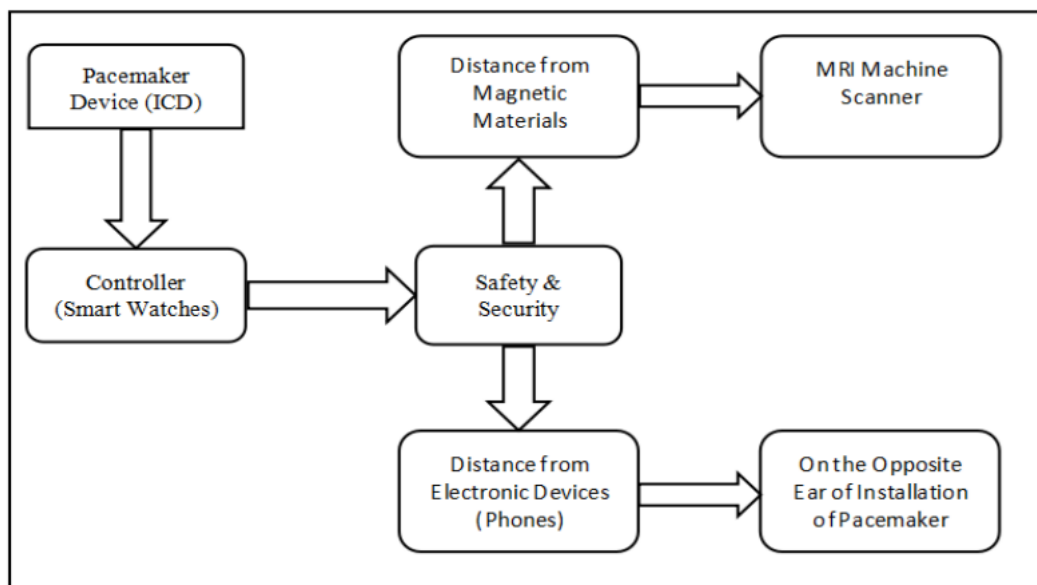 Pacemaker
Device (ICD)
Distance from
Magnetic
Materials
MRI Machine
Scanner
Controller
(Smart Watches)
Safety &
Security
Distance from
Electronic Devices
(Phones)
On the Opposite
Ear of Installation
of Pacemaker